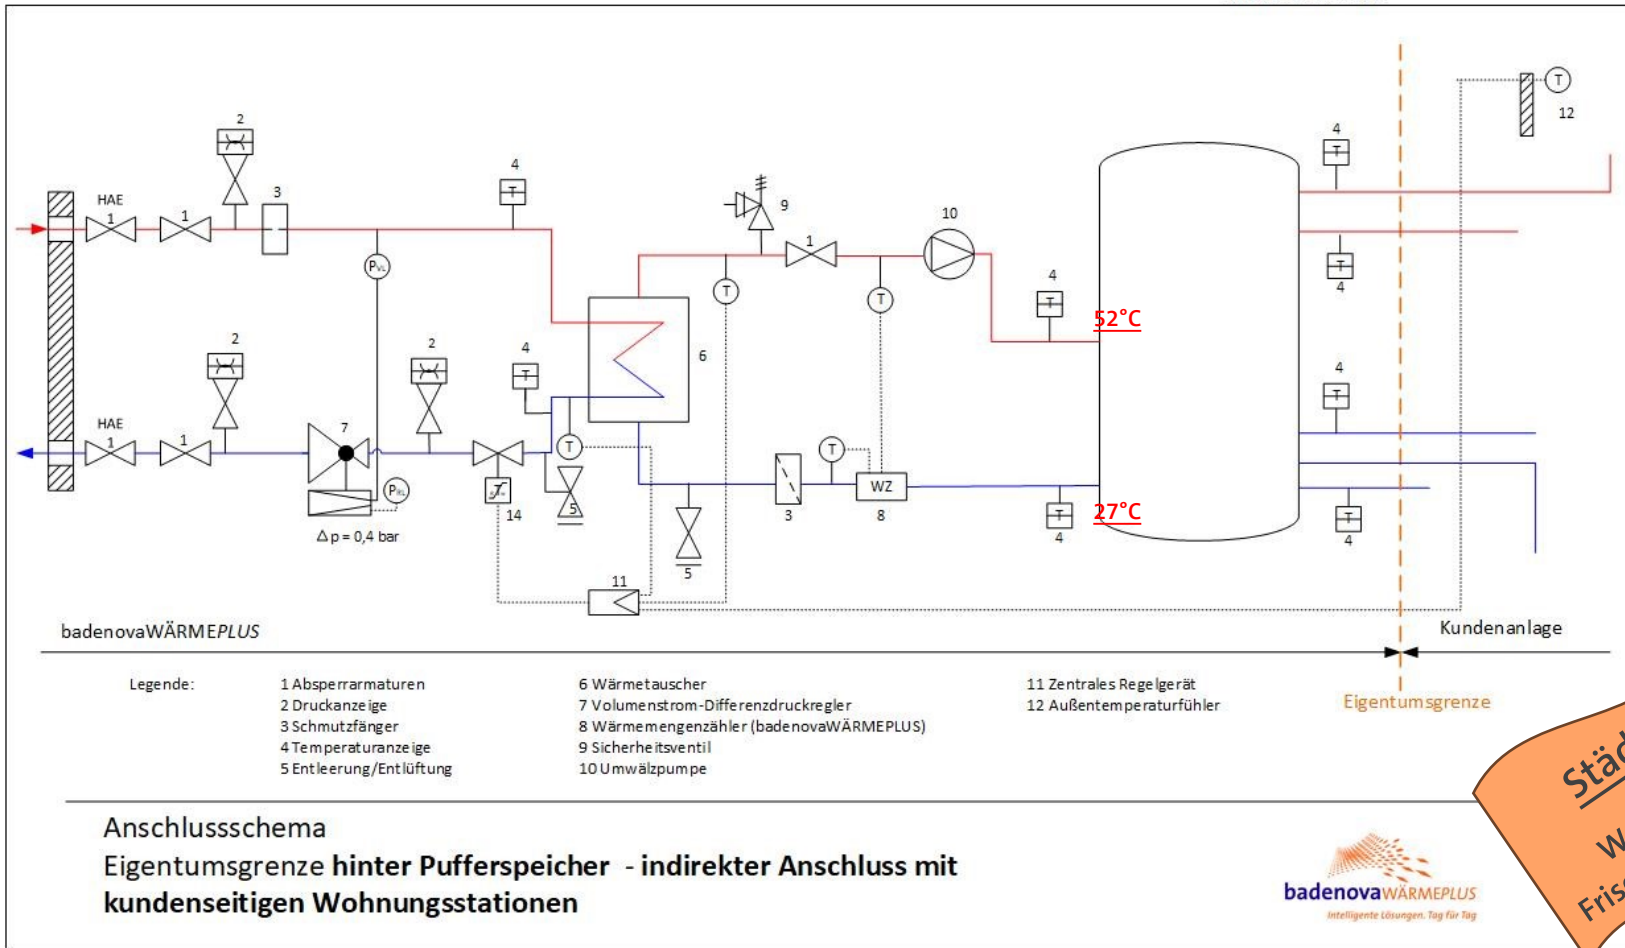 12
T
2
4
4
HAE
3
T
T
1
1
9
10
1
P VL
T
T
4
T
4
T
52°C
6
2
2
4
4
T
T
HAE
1
1
7
T
T
P RL
WZ
14
5
3
8
T
4
27°C
T
4
5
Δp = 0,4 bar
11
badenovaWÄRMEPLUS
Kundenanlage
Legende:
1 Absperrarmaturen
2 Druckanzeige
3 Schmutzfänger
4 Temperaturanzeige
5 Entleerung/Entlüftung
6 Wärmetauscher
7 Volumenstrom-Differenzdruckregler
8 Wärmemengenzähler (badenovaWÄRMEPLUS)
9 Sicherheitsventil
10 Umwälzpumpe
11 Zentrales Regelgerät
12 Außentemperaturfühler
Eigentumsgrenze
Anschlussschema
Eigentumsgrenze hinter Pufferspeicher - indirekter Anschluss mit
kundenseitigen Wohnungsstationen
badenovaWÄRMEPLUS
Intelligente Lösungen. Tag für Tag